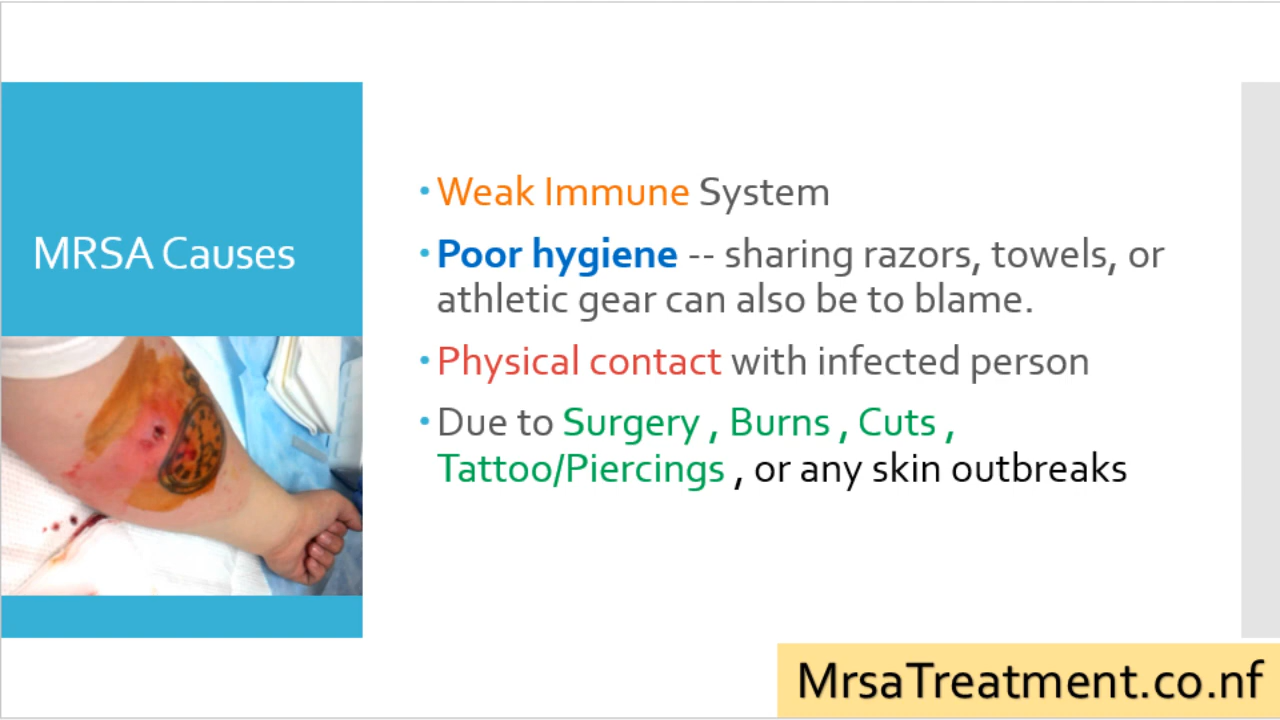 MRSA Causes
• Weak Immune System
• Poor hygiene -- sharing razors, towels, or
athletic gear can also be to blame.
• Physical contact with infected person
• Due to Surgery , Burns , Cuts ,
Tattoo/Piercings , or any skin outbreaks
MrsaTreatment.co.nf